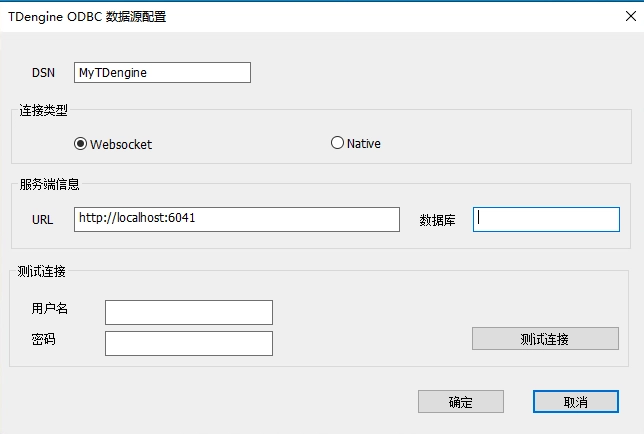 TDengine ODBC 数据源配置
DSN MyTDengine
连接类型
Websocket Native
服务端信息
URL http://localhost:6041 数据库
测试连接
用户名
密码 测试连接
确定 取消